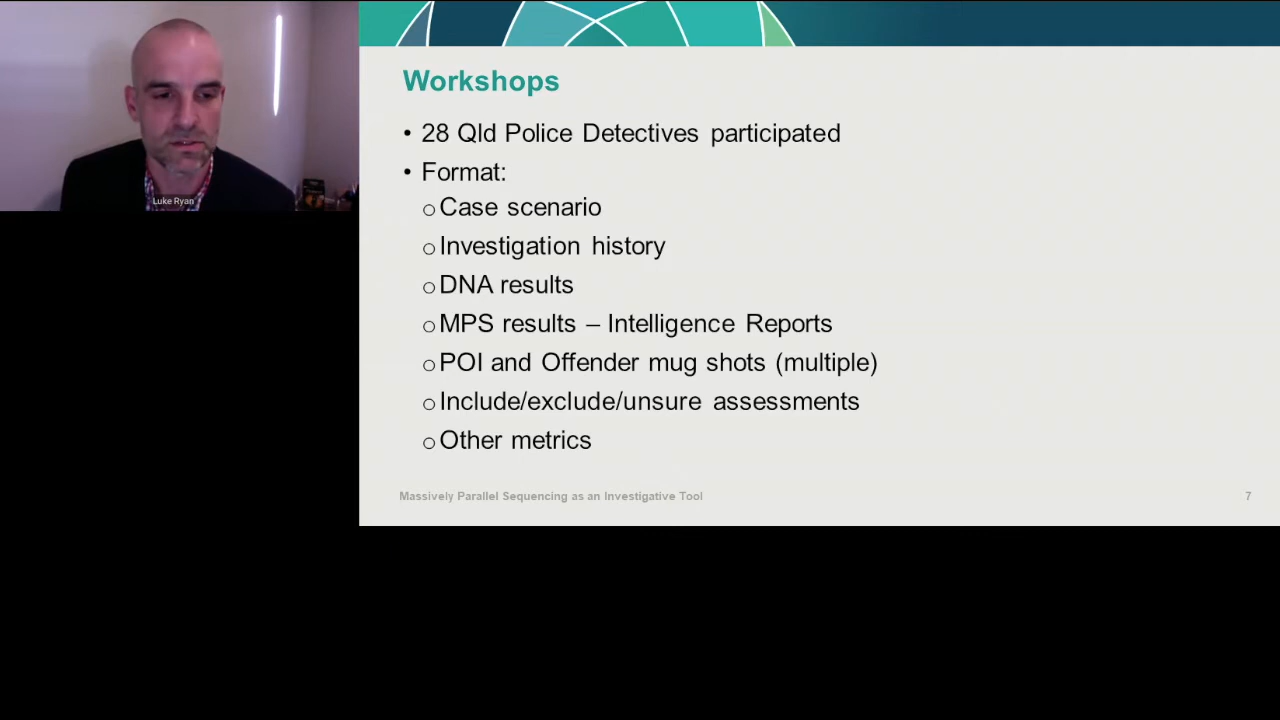 Luke Ryan
Workshops
• 28 Qld Police Detectives participated
• Format:
○ Case scenario
○ Investigation history
○ DNA results
○ MPS results – Intelligence Reports
○ POI and Offender mug shots (multiple)
○ Include/exclude/unsure assessments
○ Other metrics
Massively Parallel Sequencing as an Investigative Tool
7